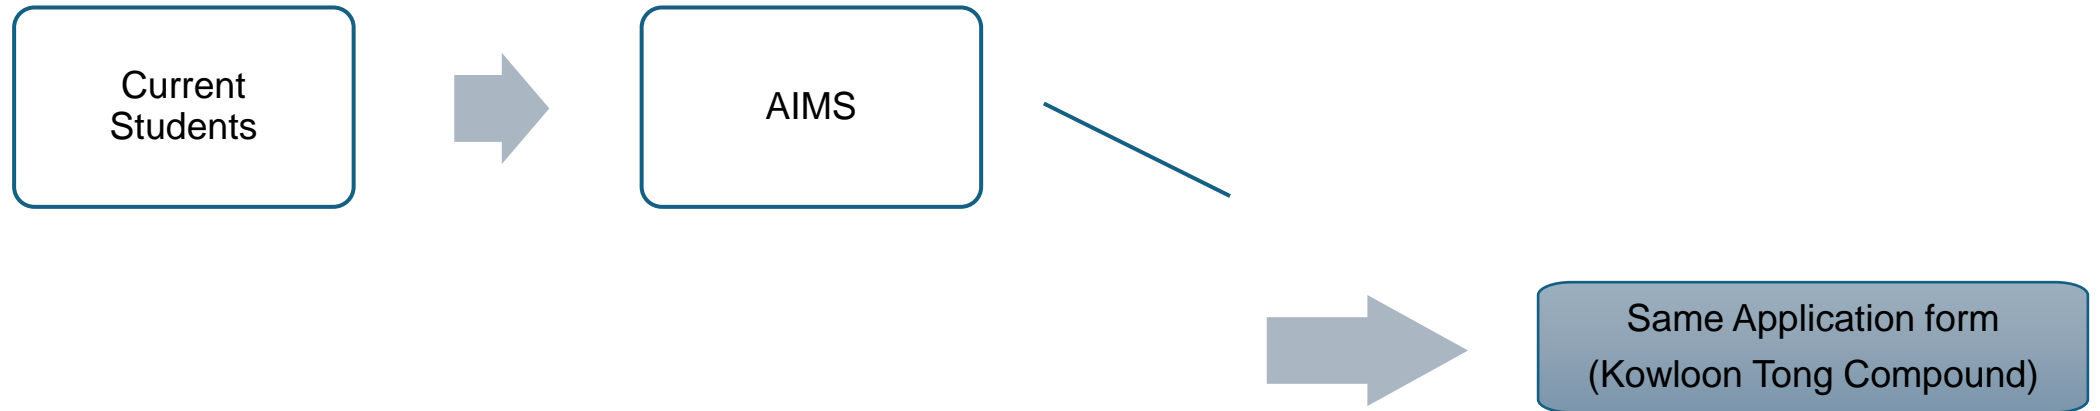 Current
Students
AIMS
Same Application form
(Kowloon Tong Compound)